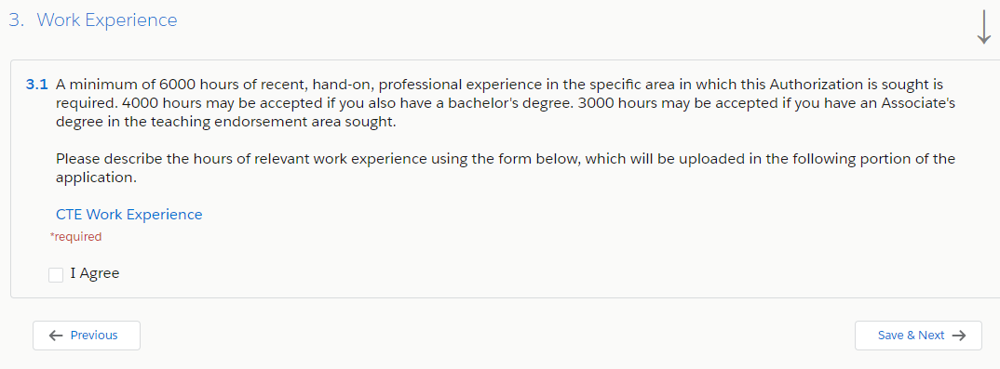 3. Work Experience
3.1 A minimum of 6000 hours of recent, hand-on, professional experience in the specific area in which this Authorization is sought is
required. 4000 hours may be accepted if you also have a bachelor's degree. 3000 hours may be accepted if you have an Associate's
degree in the teaching endorsement area sought.
Please describe the hours of relevant work experience using the form below, which will be uploaded in the following portion of the
application.
CTE Work Experience
*required
I Agree
Previous
Save & Next